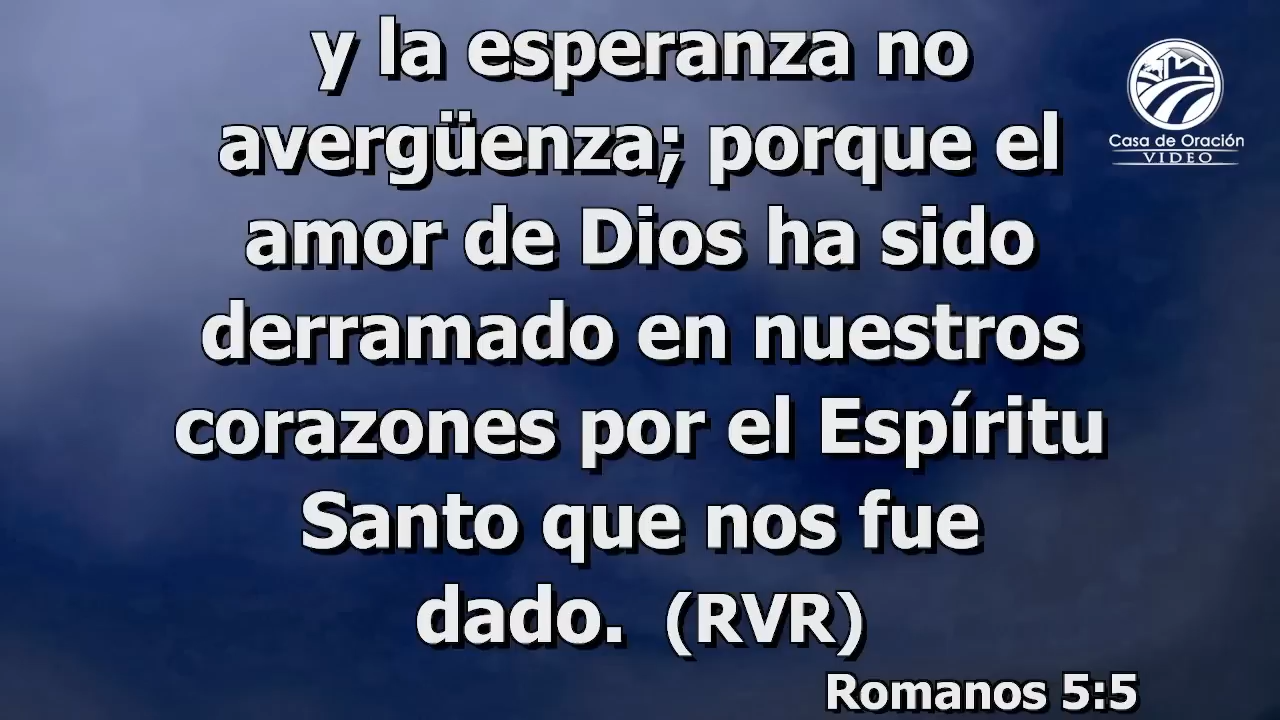 y la esperanza no
avergüenza; porque el
amor de Dios ha sido
derramado en nuestros
corazones por el Espíritu
Santo que nos fue
dado. (RVR)
Romanos 5:5
Casa de Oración
VIDEO